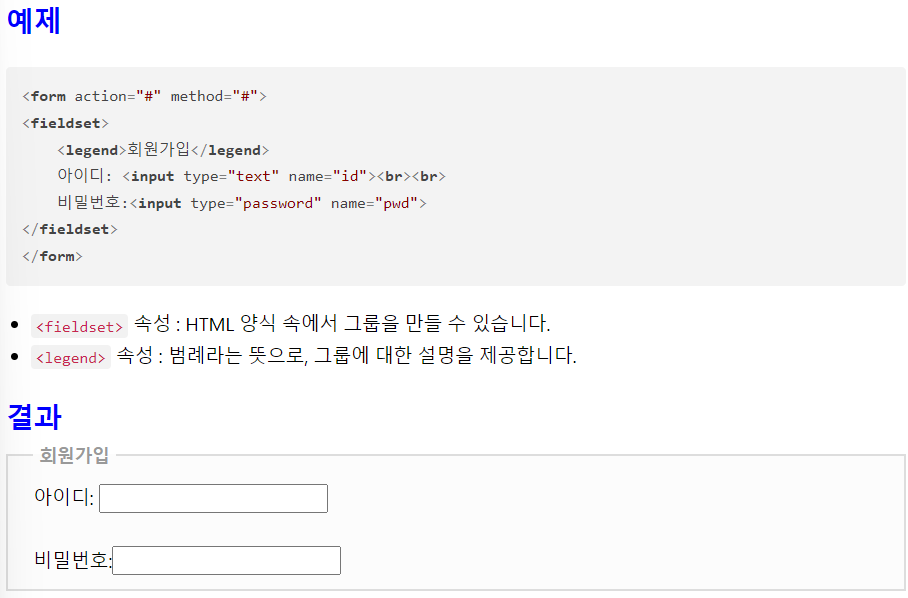 예제
<form action="#" method="#">
<fieldset>
    <legend>회원가입</legend>
    아이디: <input type="text" name="id"><br><br>
    비밀번호:<input type="password" name="pwd">
</fieldset>
</form>
<fieldset> 속성 : HTML 양식 속에서 그룹을 만들 수 있습니다.
<legend> 속성 : 범례라는 뜻으로, 그룹에 대한 설명을 제공합니다.
결과
회원가입
아이디:
비밀번호: